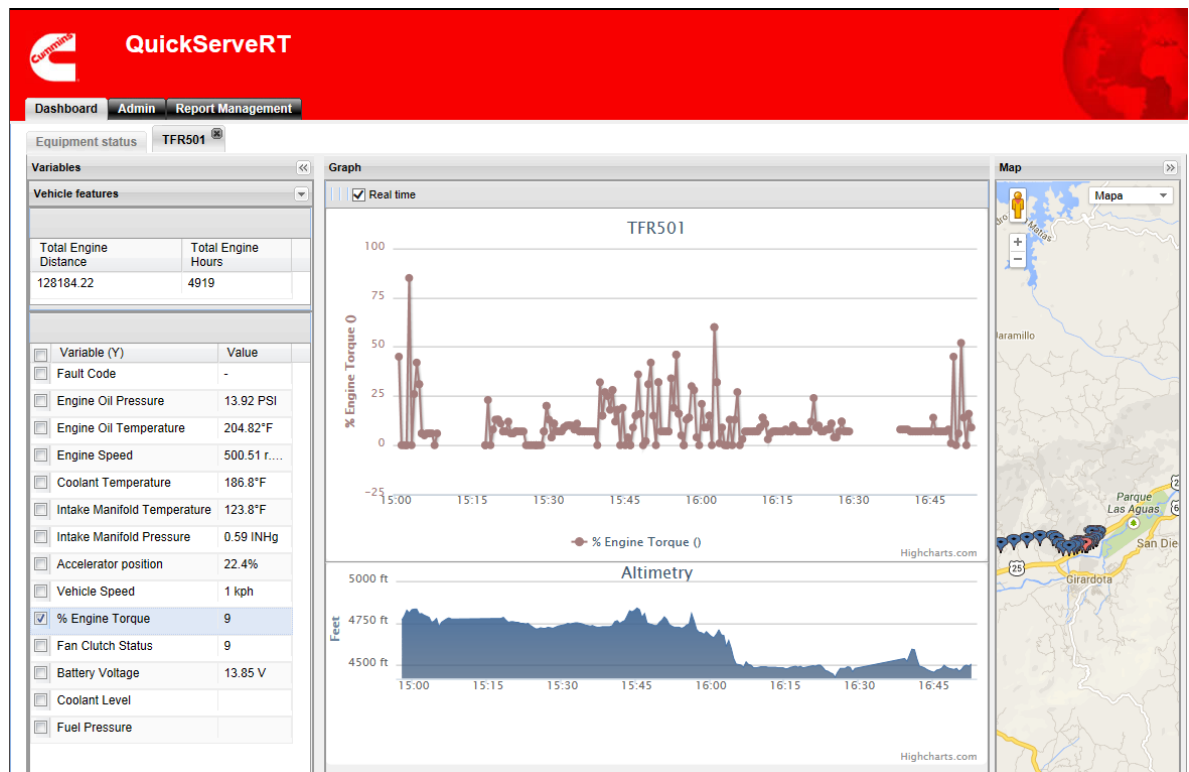 cummins
QuickServeRT
Dashboard Admin Report Management
Equipment status TFR501
Variables
Vehicle features
Total Engine Distance Total Engine Hours
128184.22 4919
Variable (Y) Value
Fault Code -
Engine Oil Pressure 13.92 PSI
Engine Oil Temperature 204.82°F
Engine Speed 500.51 r....
Coolant Temperature 186.8°F
Intake Manifold Temperature 123.8°F
Intake Manifold Pressure 0.59 INHg
Accelerator position 22.4%
Vehicle Speed 1 kph
% Engine Torque 9
Fan Clutch Status 9
Battery Voltage 13.85 V
Coolant Level
Fuel Pressure
Graph
Real time
TFR501
% Engine Torque ()
100
75
50
25
0
-25
15:00 15:15 15:30 15:45 16:00 16:15 16:30 16:45
% Engine Torque ()
Highcharts.com
Altimetry
Feet
5000 ft
4750 ft
4500 ft
15:00 15:15 15:30 15:45 16:00 16:15 16:30 16:45
Highcharts.com
Map
Mapa
Matías
+
−
Jaramillo
Parque
Las Aguas
San Die
25
Girardota